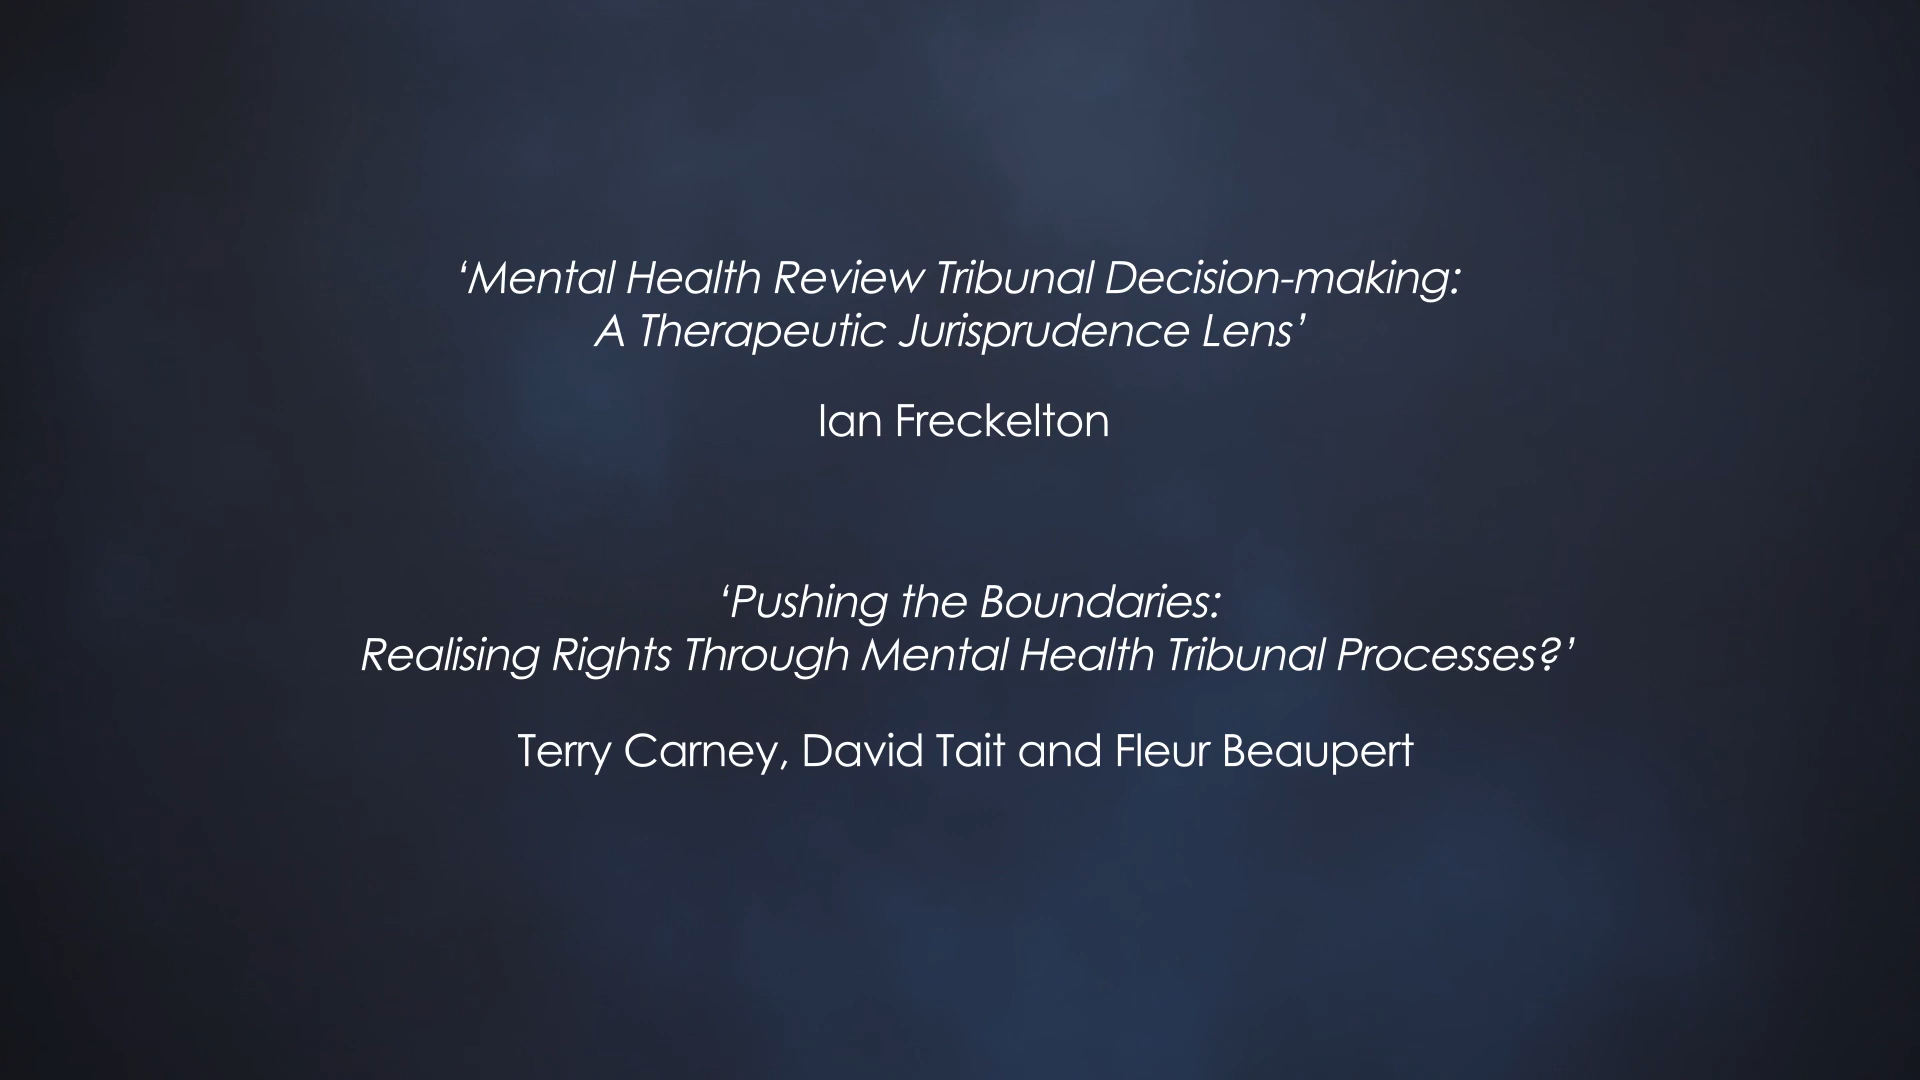 ‘Mental Health Review Tribunal Decision-making:
A Therapeutic Jurisprudence Lens’
Ian Freckelton
‘Pushing the Boundaries:
Realising Rights Through Mental Health Tribunal Processes?’
Terry Carney, David Tait and Fleur Beaupert